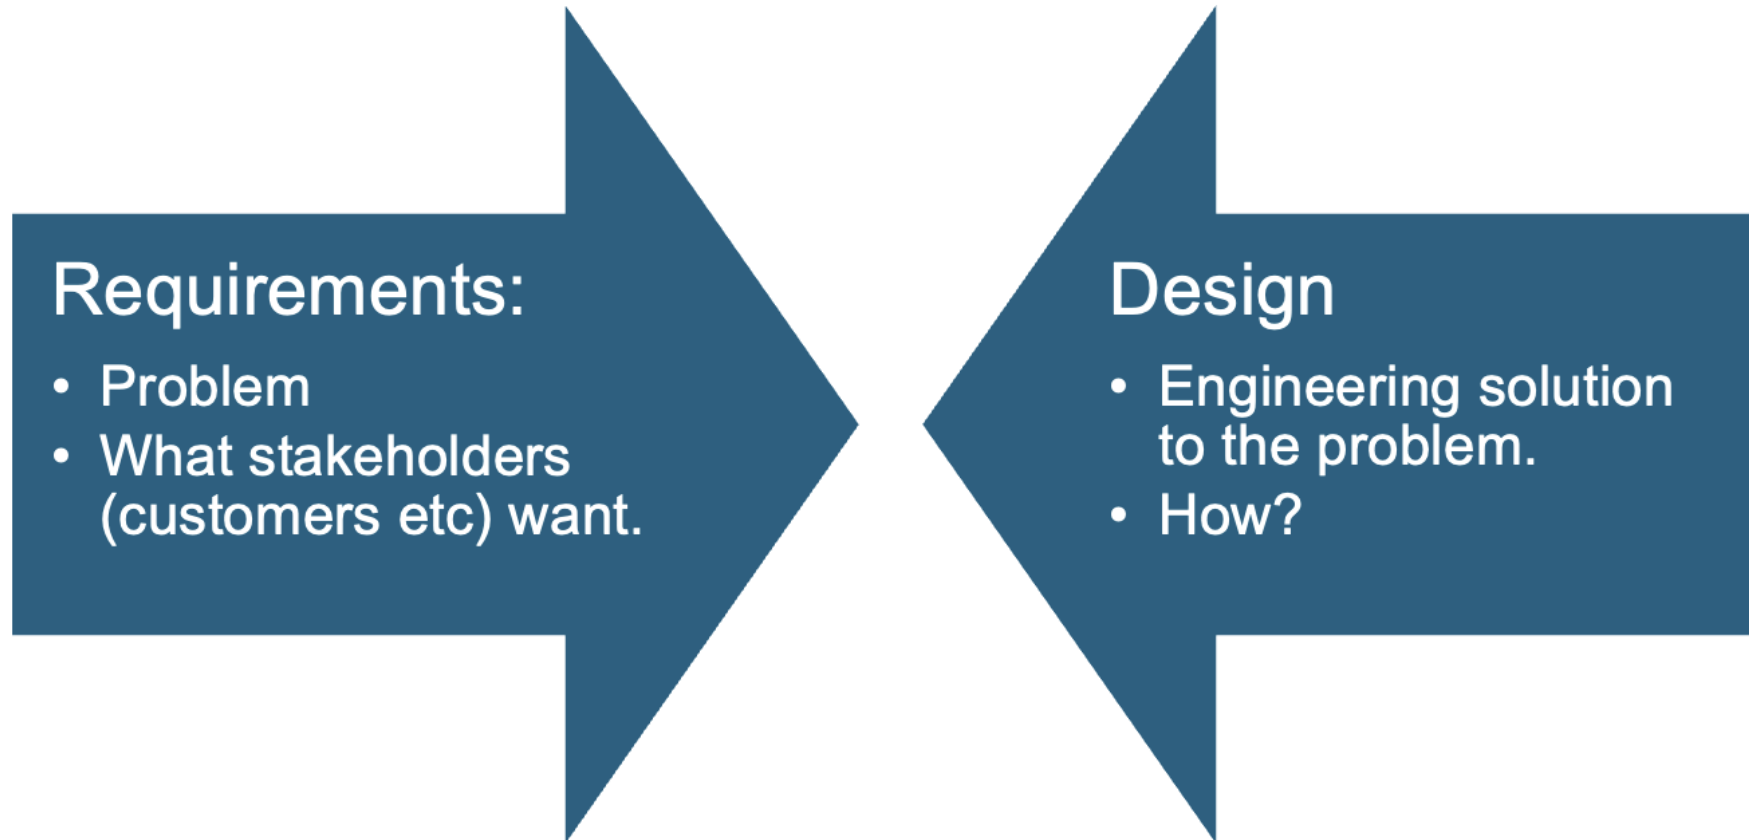 Requirements:
• Problem
• What stakeholders
(customers etc) want.
Design
• Engineering solution
to the problem.
• How?